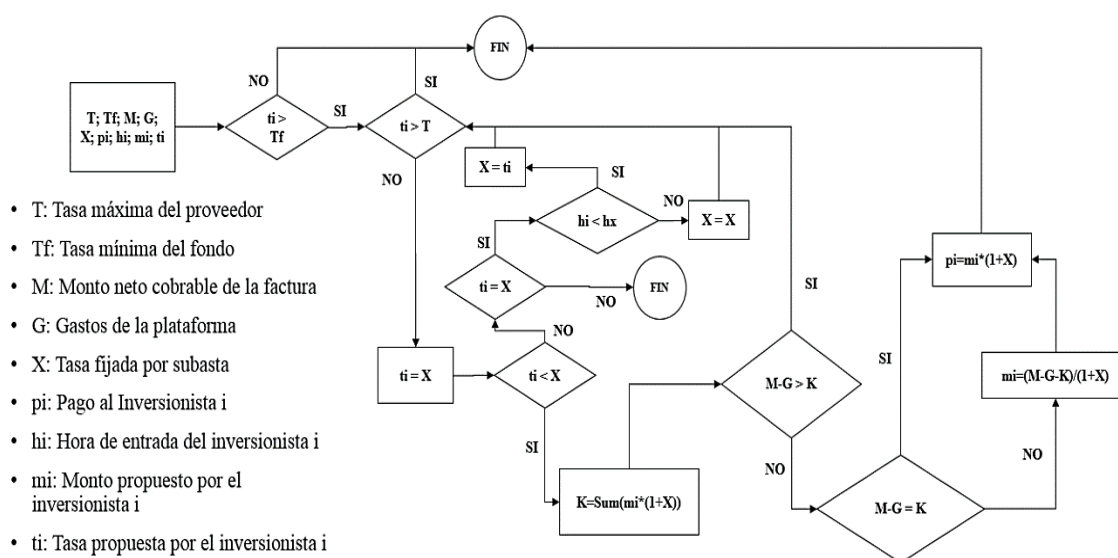 FIN
NO
SI
T; Tf; M; G;
X; pi; hi; mi; ti
ti >
Tf
SI
ti > T
X = ti
SI
NO
hi < hx
NO
X = X
SI
ti = X
NO
FIN
SI
pi=mi*(1+X)
NO
ti = X
ti < X
M-G > K
SI
mi=(M-G-K)/(1+X)
SI
NO
NO
K=Sum(mi*(1+X))
M-G = K
• T: Tasa máxima del proveedor
• Tf: Tasa mínima del fondo
• M: Monto neto cobrable de la factura
• G: Gastos de la plataforma
• X: Tasa fijada por subasta
• pi: Pago al Inversionista i
• hi: Hora de entrada del inversionista i
• mi: Monto propuesto por el
inversionista i
• ti: Tasa propuesta por el inversionista i